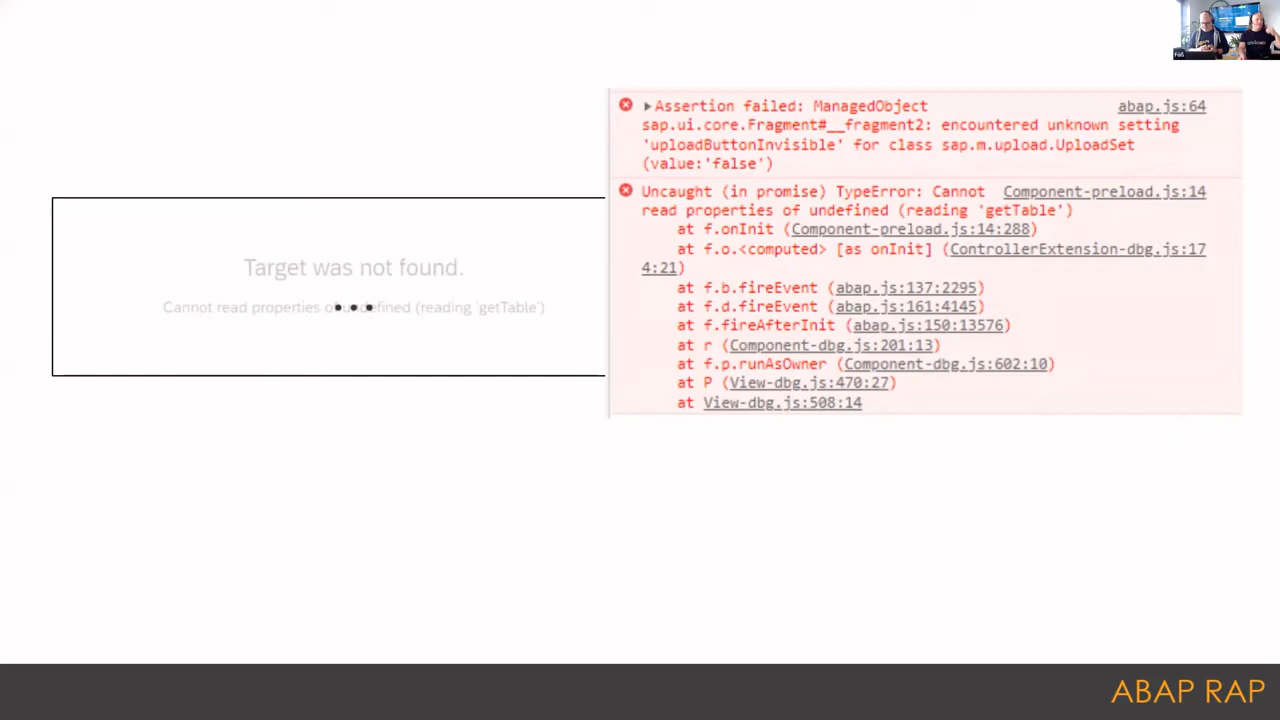 Target was not found.
Cannot read properties of undefined (reading 'getTable')
Assertion failed: ManagedObject abap.js:64
sap.ui.core.Fragment#__fragment2: encountered unknown setting
'uploadButtonInvisible' for class sap.m.upload.UploadSet
(value:'false')
Uncaught (in promise) TypeError: Cannot Component-preload.js:14
read properties of undefined (reading 'getTable')
at f.onInit (Component-preload.js:14:288)
at f.o.<computed> [as onInit] (ControllerExtension-dbg.js:17
4:21)
at f.b.fireEvent (abap.js:137:2295)
at f.d.fireEvent (abap.js:161:4145)
at f.fireAfterInit (abap.js:150:13576)
at r (Component-dbg.js:201:13)
at f.p.runAsOwner (Component-dbg.js:602:10)
at P (View-dbg.js:470:27)
at View-dbg.js:508:14
ABAP RAP